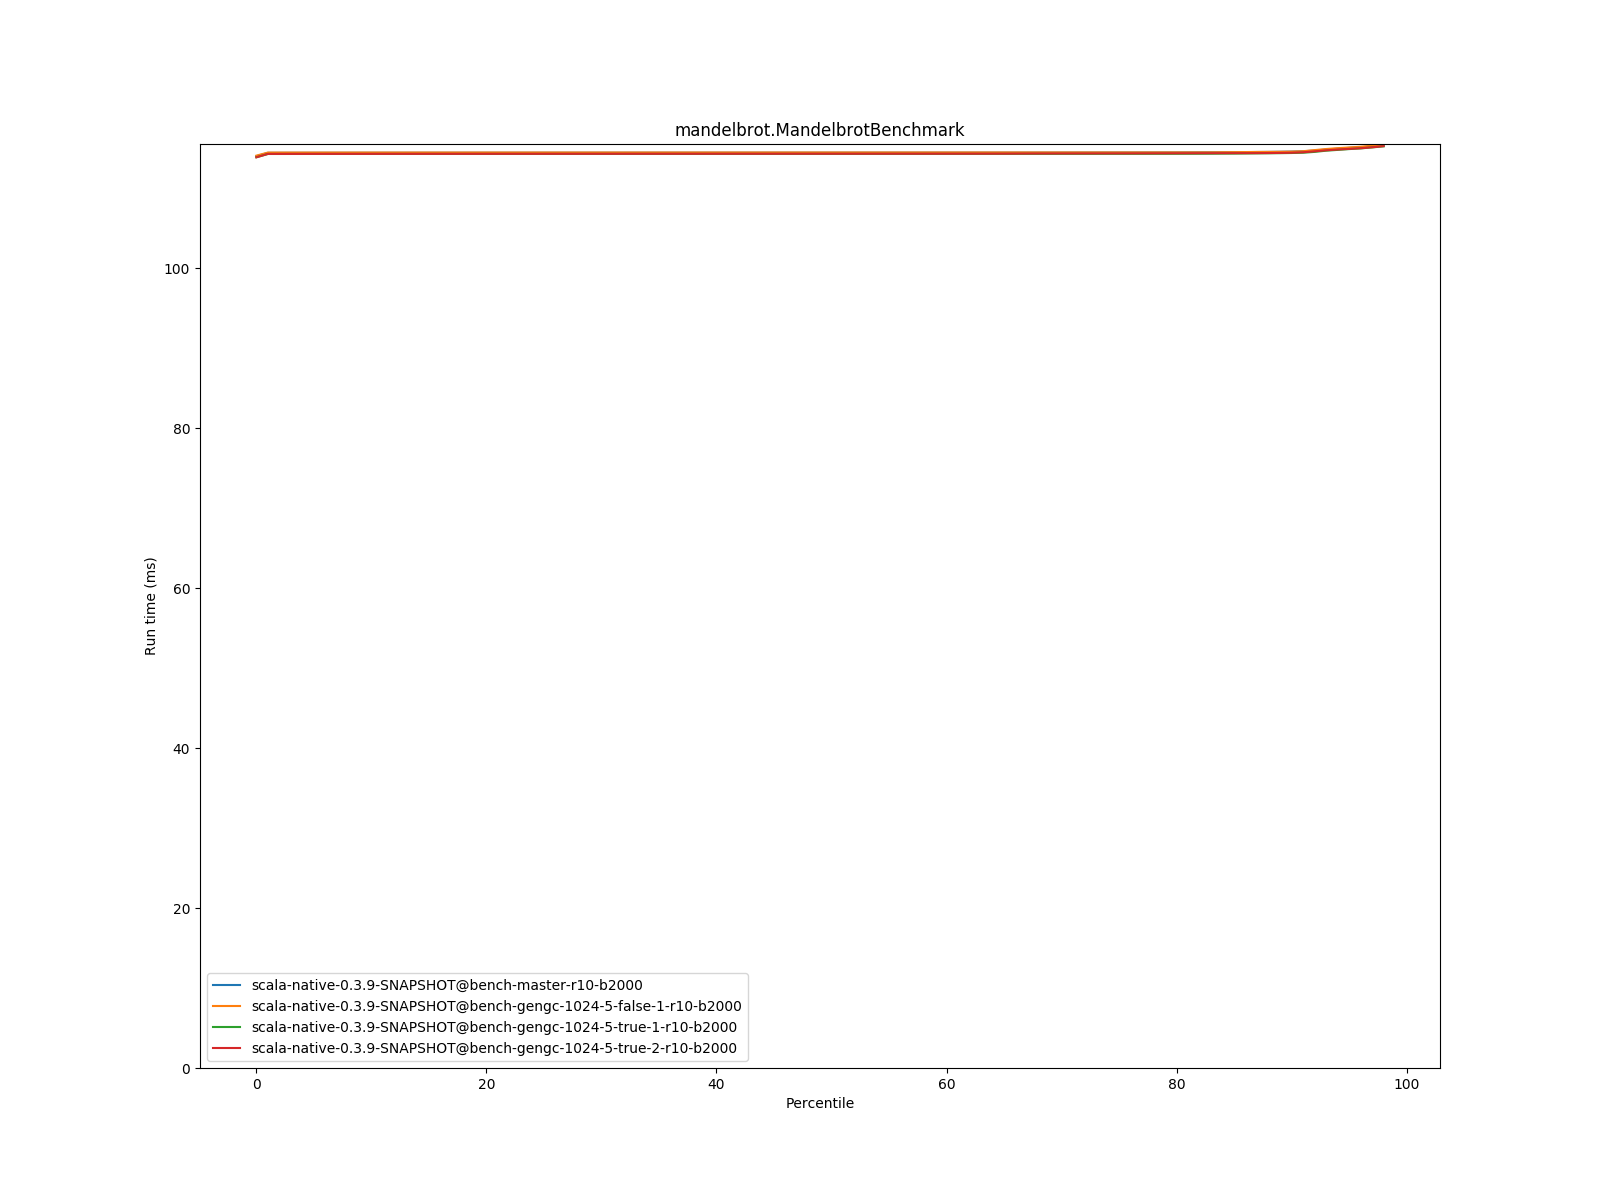 mandelbrot.MandelbrotBenchmark
100
80
60
40
20
0
Run time (ms)
scala-native-0.3.9-SNAPSHOT@bench-master-r10-b2000
scala-native-0.3.9-SNAPSHOT@bench-gengc-1024-5-false-1-r10-b2000
scala-native-0.3.9-SNAPSHOT@bench-gengc-1024-5-true-1-r10-b2000
scala-native-0.3.9-SNAPSHOT@bench-gengc-1024-5-true-2-r10-b2000
0 20 40 60 80 100
Percentile